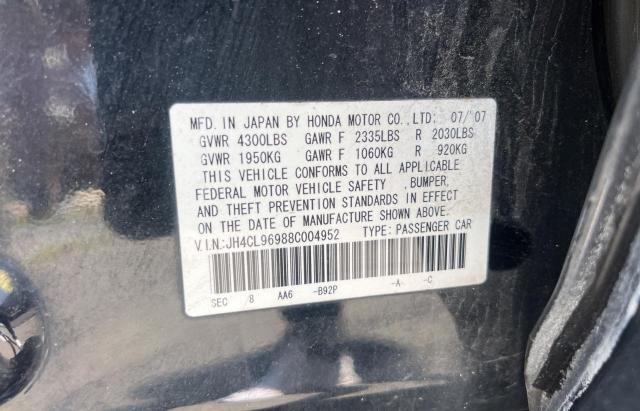 MFD. IN JAPAN BY HONDA MOTOR CO., LTD: 07/'07
GVWR 4300LBS GAWR F 2335LBS R 2030LBS
GVWR 1950KG GAWR F 1060KG R 920KG
THIS VEHICLE CONFORMS TO ALL APPLICABLE
FEDERAL MOTOR VEHICLE SAFETY , BUMPER,
AND THEFT PREVENTION STANDARDS IN EFFECT
ON THE DATE OF MANUFACTURE SHOWN ABOVE.
V.I.N.:JH4CL96988C004952 TYPE: PASSENGER CAR
SEC 8 AA6 -B92P -A -C